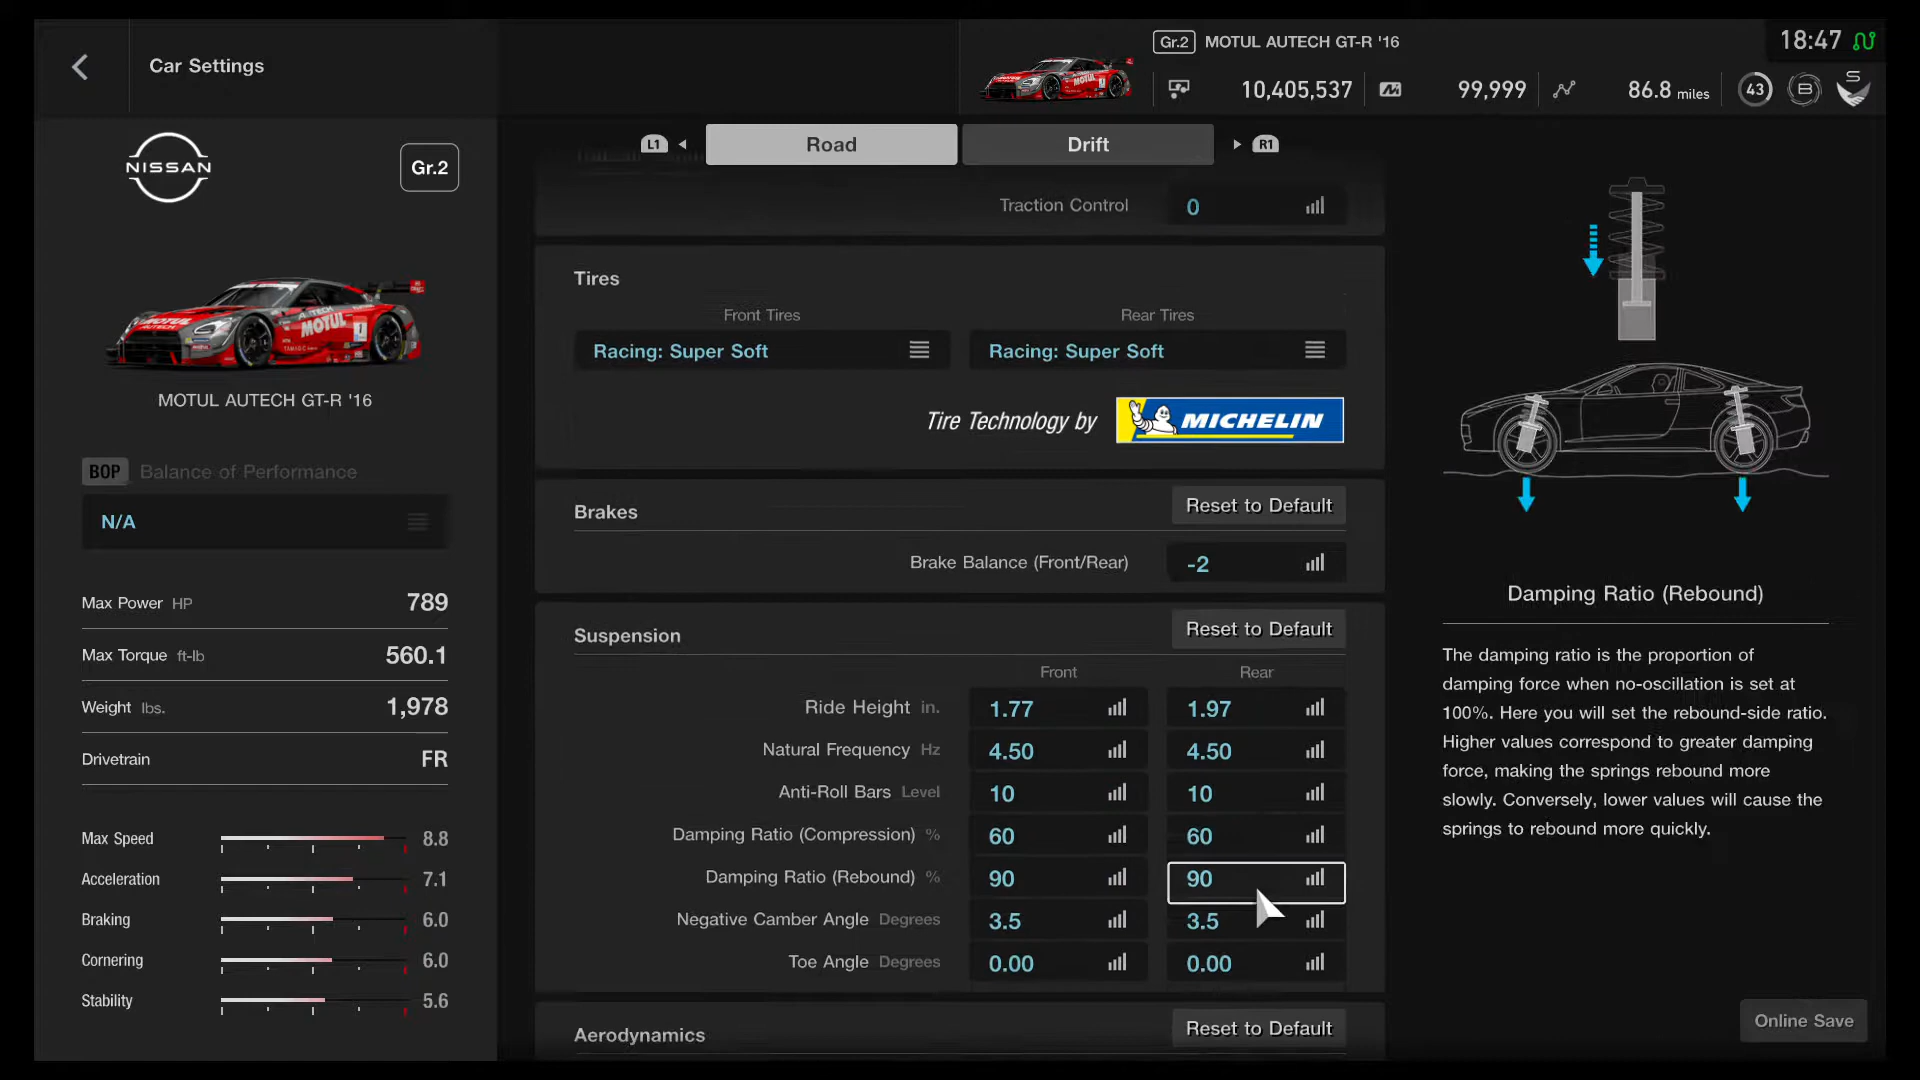 Car Settings
Gr.2 MOTUL AUTECH GT-R '16
18:47
10,405,537
99,999
86.8 miles
43
B
S
L1
Road
Drift
R1
NISSAN
Gr.2
MOTUL
MOTUL AUTECH GT-R '16
BOP Balance of Performance
N/A
Max Power HP 789
Max Torque ft-lb 560.1
Weight lbs. 1,978
Drivetrain FR
Max Speed 8.8
Acceleration 7.1
Braking 6.0
Cornering 6.0
Stability 5.6
Traction Control 0
Tires
Front Tires Rear Tires
Racing: Super Soft Racing: Super Soft
Tire Technology by MICHELIN
Brakes Reset to Default
Brake Balance (Front/Rear) -2
Suspension Reset to Default
Front Rear
Ride Height in. 1.77 1.97
Natural Frequency Hz 4.50 4.50
Anti-Roll Bars Level 10 10
Damping Ratio (Compression) % 60 60
Damping Ratio (Rebound) % 90 90
Negative Camber Angle Degrees 3.5 3.5
Toe Angle Degrees 0.00 0.00
Aerodynamics Reset to Default
Damping Ratio (Rebound)
The damping ratio is the proportion of
damping force when no-oscillation is set at
100%. Here you will set the rebound-side ratio.
Higher values correspond to greater damping
force, making the springs rebound more
slowly. Conversely, lower values will cause the
springs to rebound more quickly.
Online Save